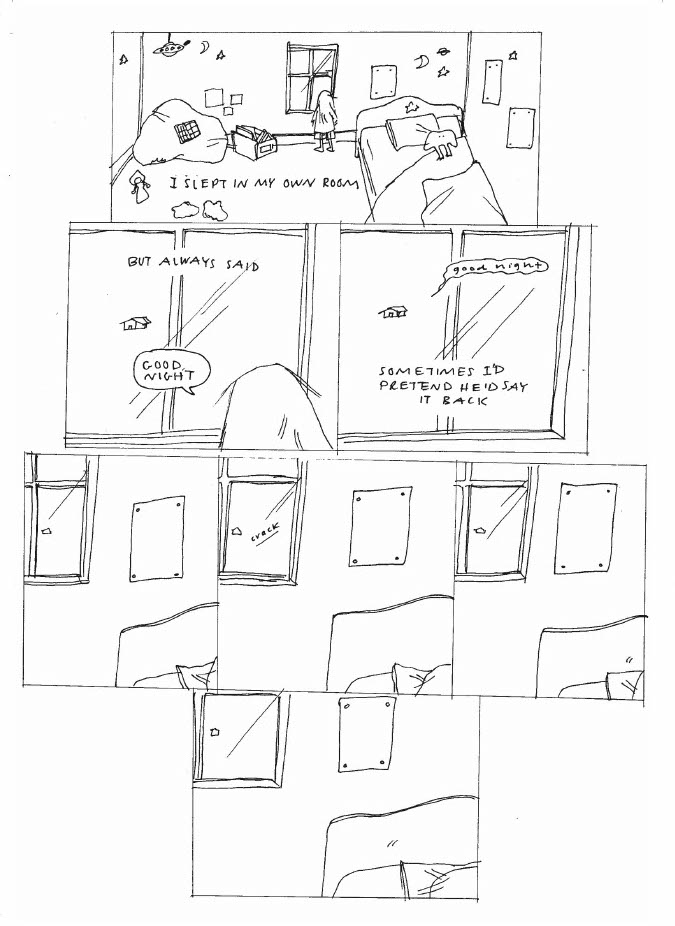 I SLEPT IN MY OWN ROOM
BUT ALWAYS SAID
GOOD
NIGHT
good night
SOMETIMES I'D
PRETEND HE'D SAY
IT BACK
crack